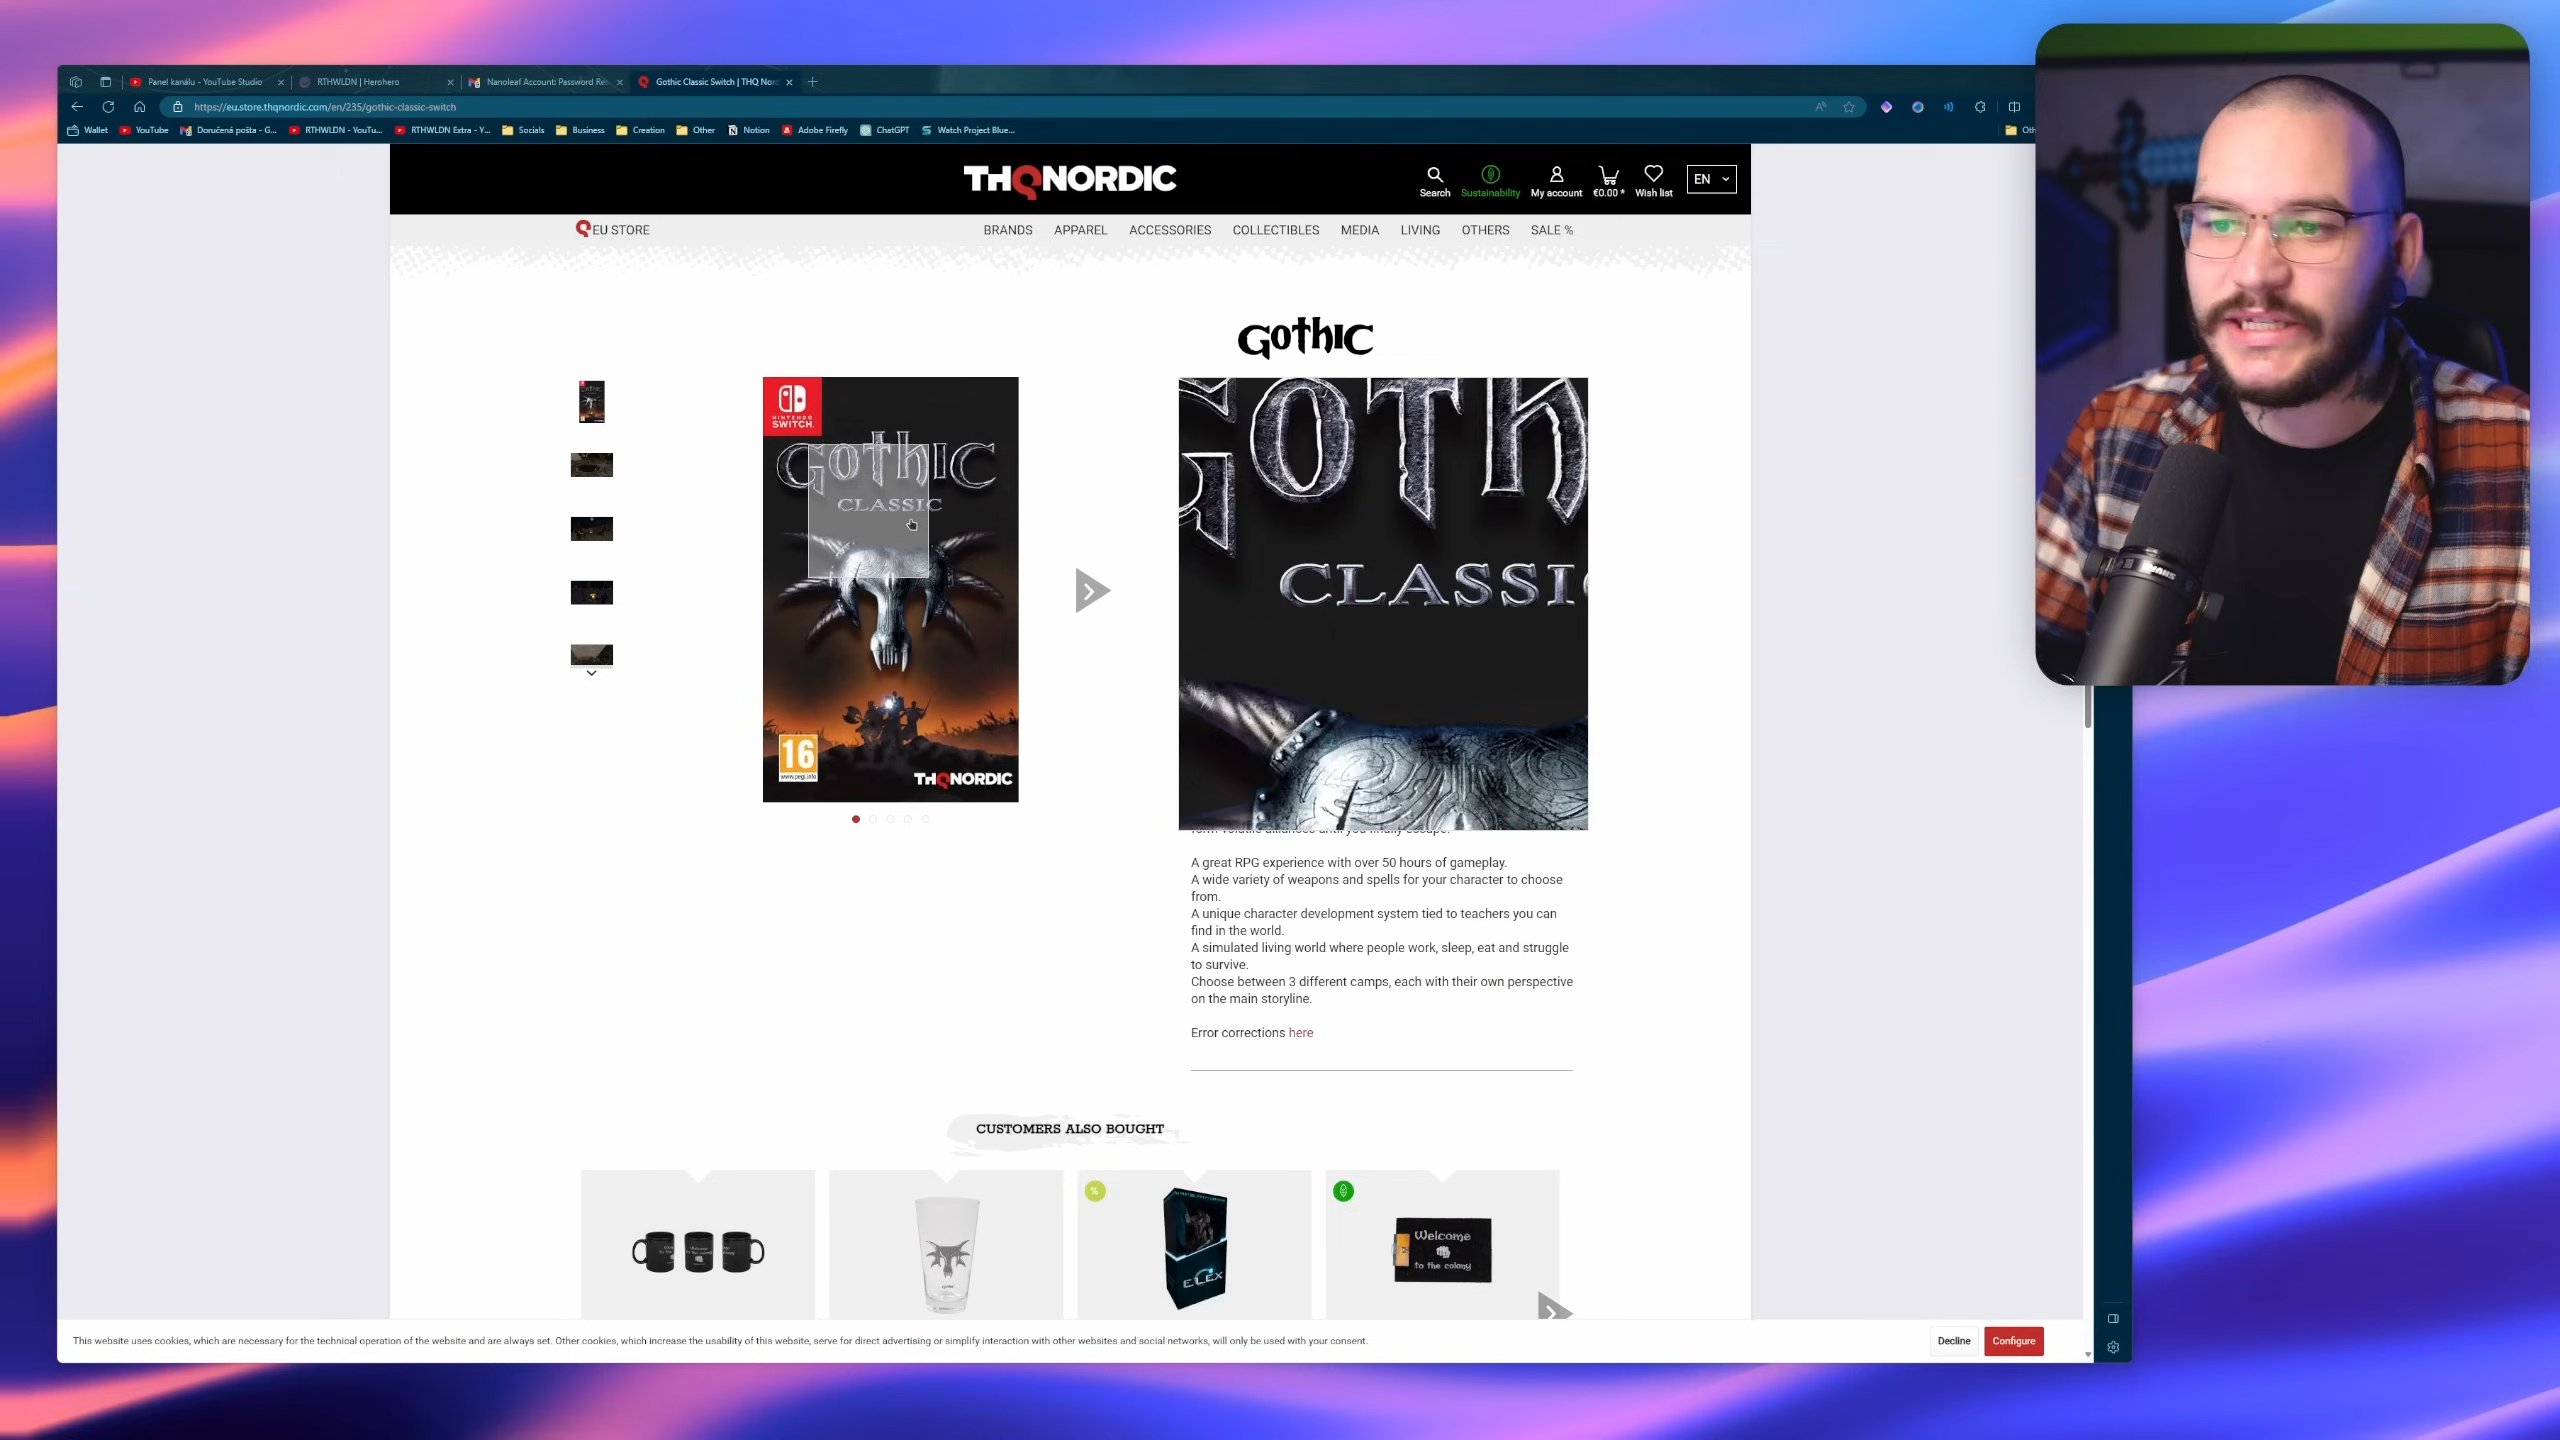 Panel kanálu - YouTube Studio
RTHWLDN | Herohero
Nanoleaf Account: Password Res
Gothic Classic Switch | THQ Nor
https://eu.store.thqnordic.com/en/235/gothic-classic-switch
Wallet
YouTube
Doručená pošta - G...
RTHWLDN - YouTu...
RTHWLDN Extra - Y...
Socials
Business
Creation
Other
Notion
Adobe Firefly
ChatGPT
Watch Project Blue...
Oth
THQNORDIC
Search
Sustainability
My account
€0.00 *
Wish list
EN
EU STORE
BRANDS
APPAREL
ACCESSORIES
COLLECTIBLES
MEDIA
LIVING
OTHERS
SALE %
GOTHIC
NINTENDO
SWITCH
GOTHIC
CLASSIC
16
www.pegi.info
THQNORDIC
GOTH
CLASSIC
A great RPG experience with over 50 hours of gameplay.
A wide variety of weapons and spells for your character to choose
from.
A unique character development system tied to teachers you can
find in the world.
A simulated living world where people work, sleep, eat and struggle
to survive.
Choose between 3 different camps, each with their own perspective
on the main storyline.
Error corrections here
CUSTOMERS ALSO BOUGHT
%
ELEX
Welcome
to the colony
This website uses cookies, which are necessary for the technical operation of the website and are always set. Other cookies, which increase the usability of this website, serve for direct advertising or simplify interaction with other websites and social networks, will only be used with your consent.
Decline
Configure
SHURE